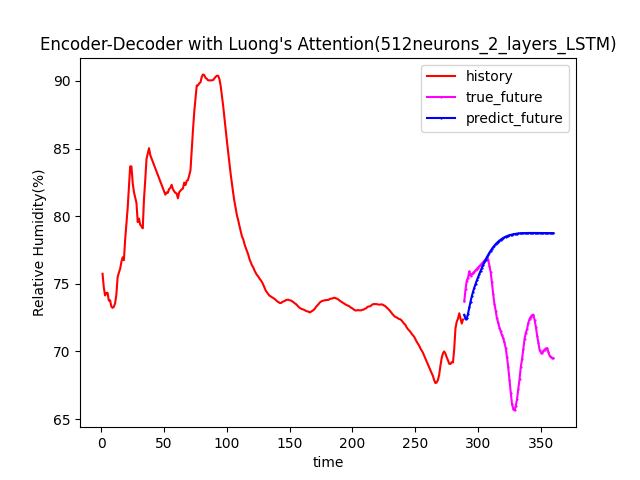 Encoder-Decoder with Luong's Attention(512neurons_2_layers_LSTM)
history
true_future
predict_future
90
85
80
75
70
65
Relative Humidity(%)
0 50 100 150 200 250 300 350
time